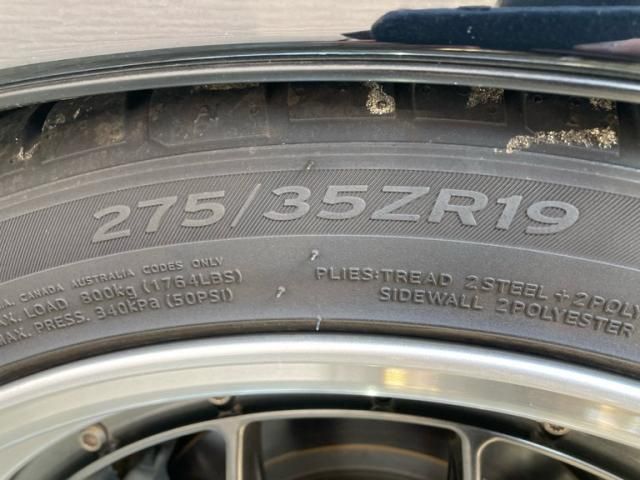 275/35ZR19
CANADA AUSTRALIA CODES ONLY
LOAD 800kg (1764LBS)
MAX. PRESS. 340kPa (50PSI)
PLIES:TREAD 2STEEL+2POLY
SIDEWALL 2POLYESTER